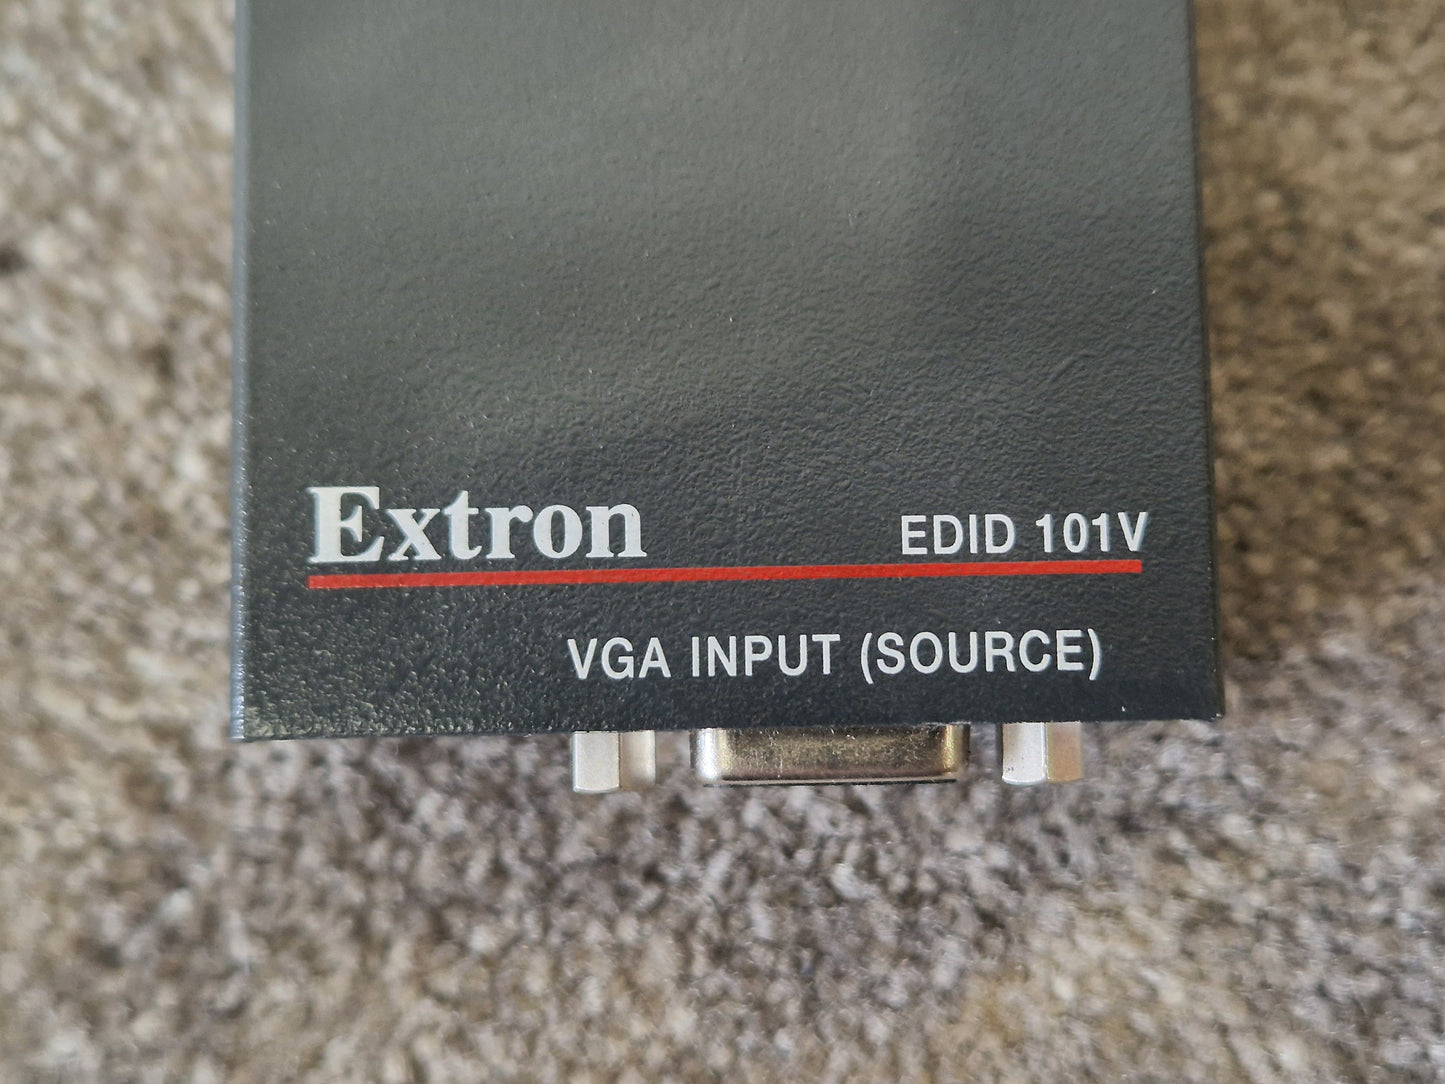 Extron EDID 101V
VGA INPUT (SOURCE)